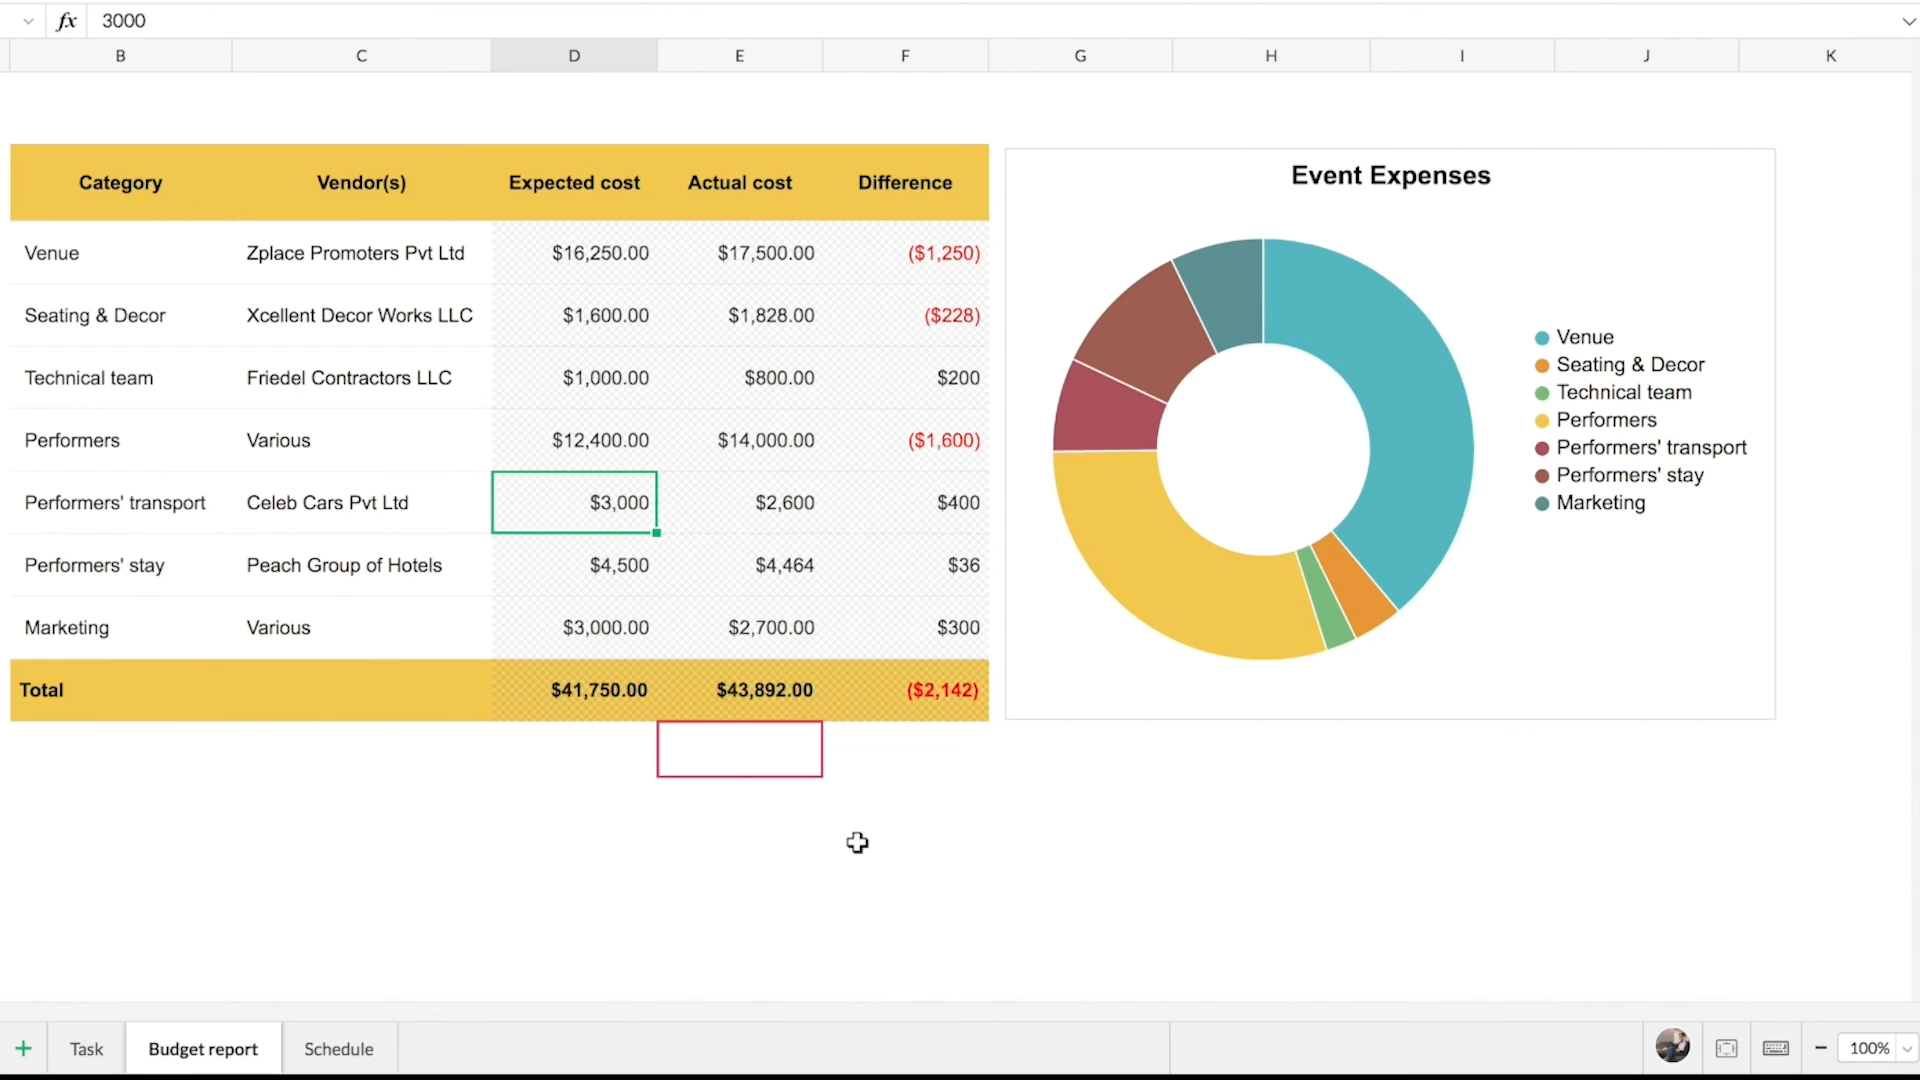 fx 3000
B C D E F G H I J K
Category Vendor(s) Expected cost Actual cost Difference
Venue Zplace Promoters Pvt Ltd $16,250.00 $17,500.00 ($1,250)
Seating & Decor Xcellent Decor Works LLC $1,600.00 $1,828.00 ($228)
Technical team Friedel Contractors LLC $1,000.00 $800.00 $200
Performers Various $12,400.00 $14,000.00 ($1,600)
Performers' transport Celeb Cars Pvt Ltd $3,000 $2,600 $400
Performers' stay Peach Group of Hotels $4,500 $4,464 $36
Marketing Various $3,000.00 $2,700.00 $300
Total $41,750.00 $43,892.00 ($2,142)
Event Expenses
Venue
Seating & Decor
Technical team
Performers
Performers' transport
Performers' stay
Marketing
+ Task Budget report Schedule 100%